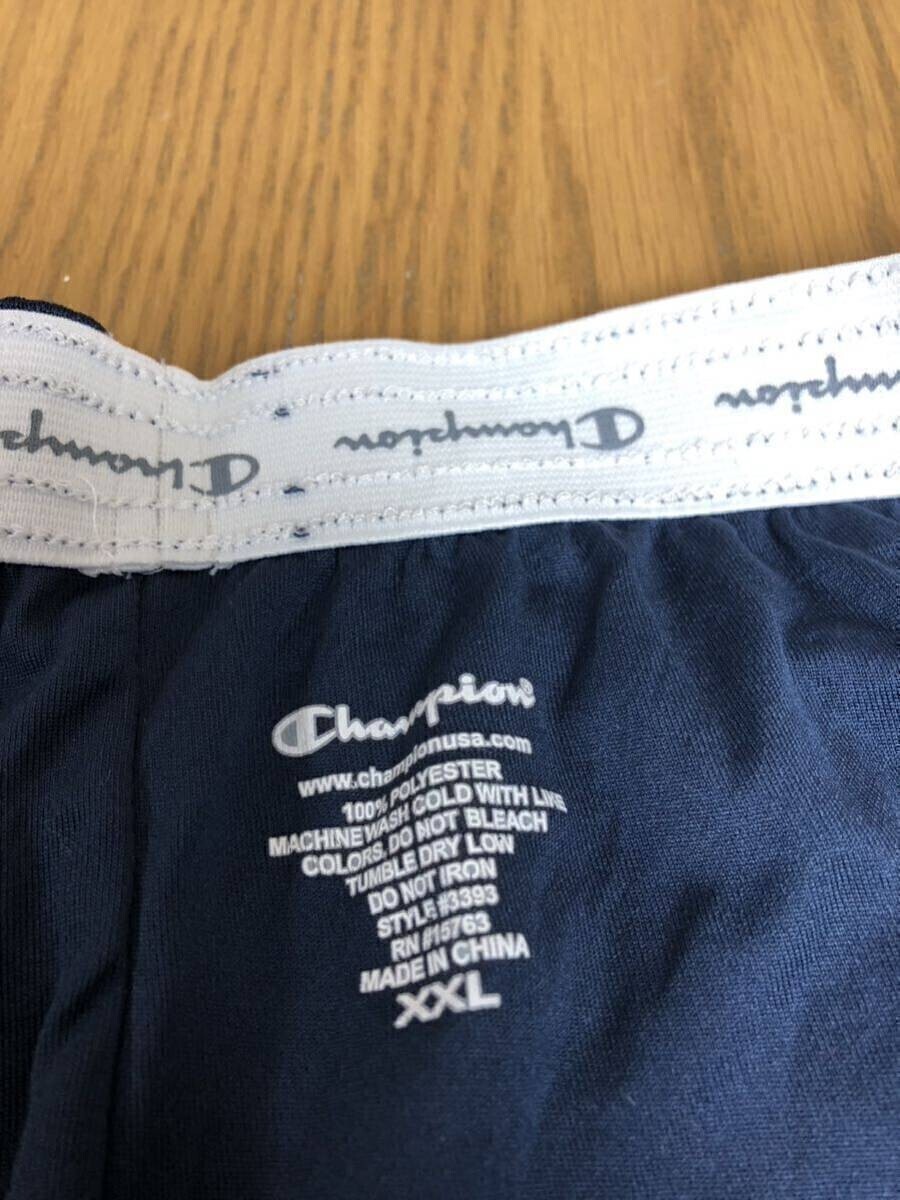 Champion
Champion
Champion
Champion®
www.championusa.com
100% POLYESTER
MACHINE WASH COLD WITH LIKE
COLORS, DO NOT BLEACH
TUMBLE DRY LOW
DO NOT IRON
STYLE #3393
RN #15763
MADE IN CHINA
XXL